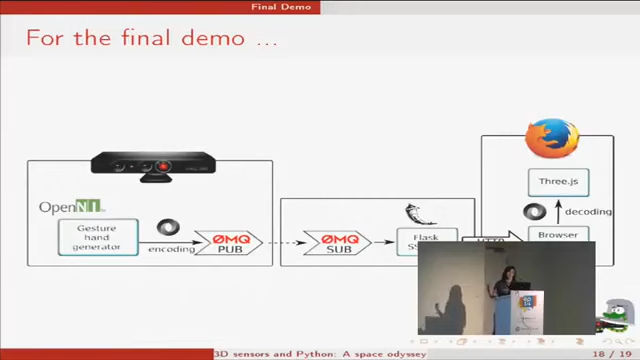 Final Demo
For the final demo ...
OpenNI
Gesture
hand
generator
encoding
ØMQ
PUB
ØMQ
SUB
Flask
Three.js
decoding
Browser
3D sensors and Python: A space odyssey
18 / 19